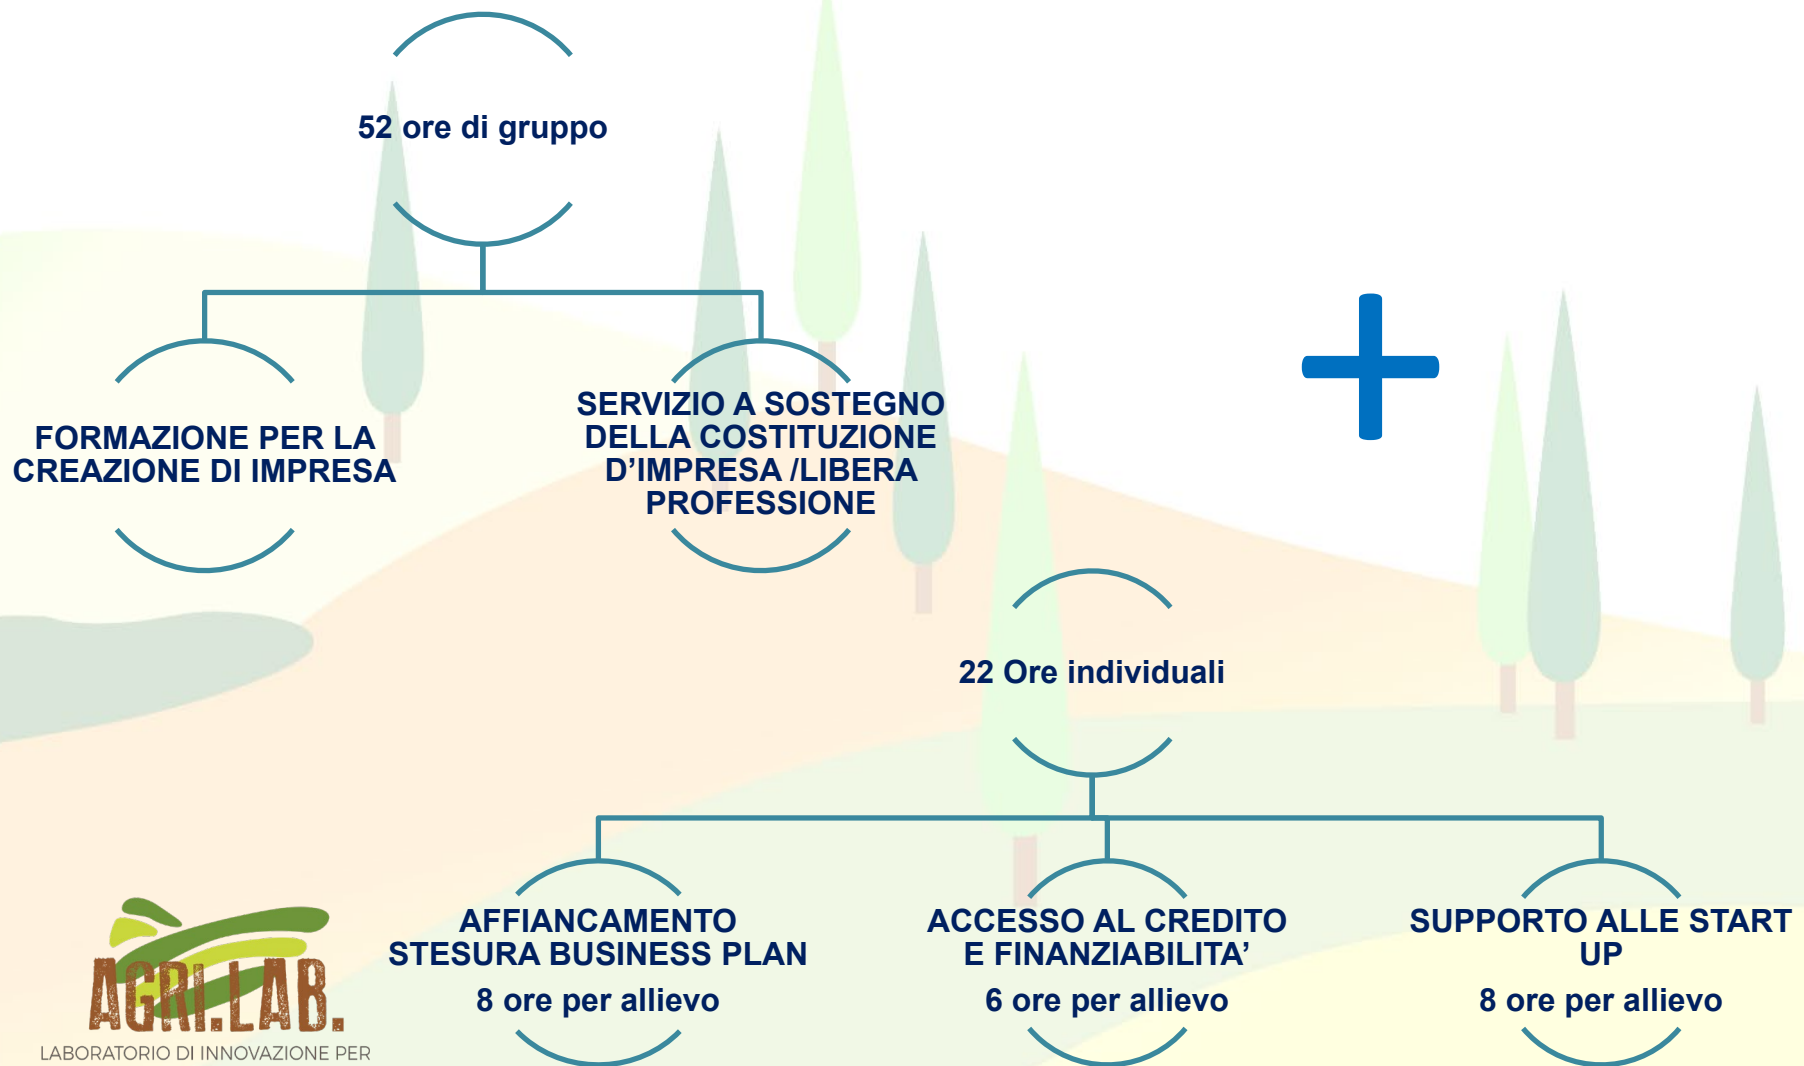 52 ore di gruppo
FORMAZIONE PER LA
CREAZIONE DI IMPRESA
SERVIZIO A SOSTEGNO
DELLA COSTITUZIONE
D’IMPRESA /LIBERA
PROFESSIONE
22 Ore individuali
AFFIANCAMENTO
STESURA BUSINESS PLAN
8 ore per allievo
ACCESSO AL CREDITO
E FINANZIABILITA’
6 ore per allievo
SUPPORTO ALLE START
UP
8 ore per allievo
AGRI.LAB.
LABORATORIO DI INNOVAZIONE PER